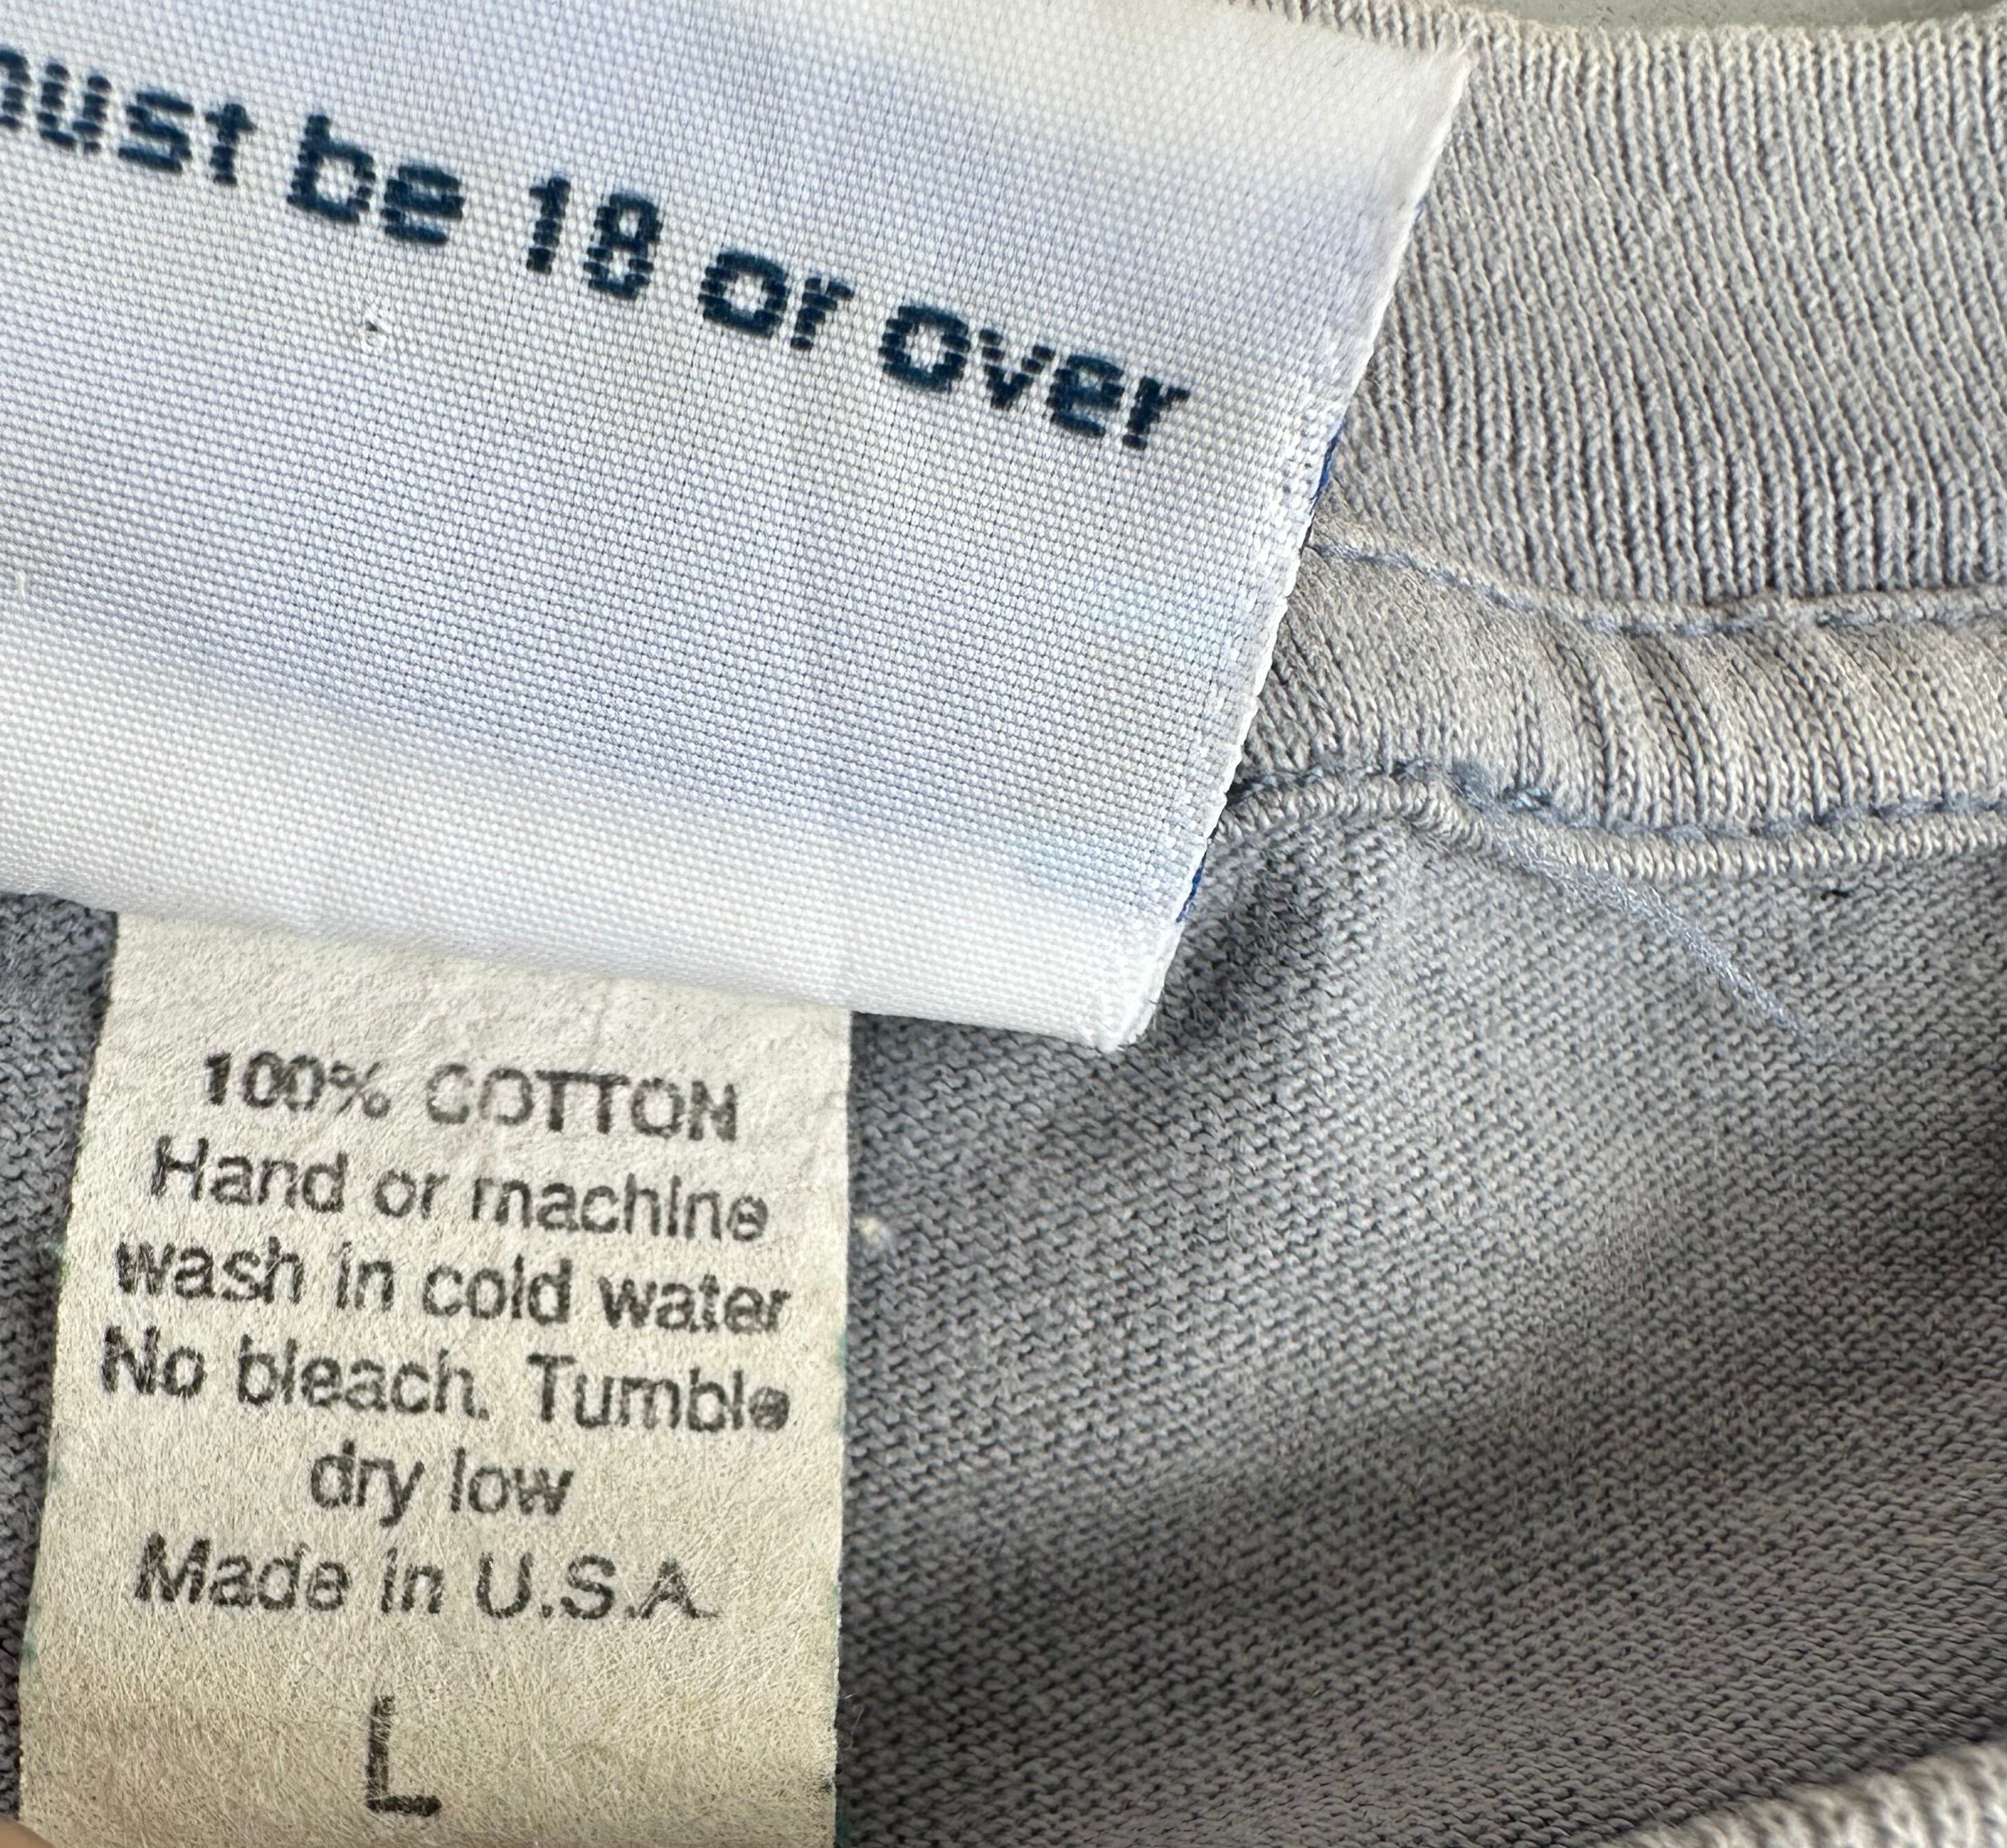 must be 18 or over
100% COTTON
Hand or machine
wash in cold water
No bleach. Tumble
dry low
Made in U.S.A.
L